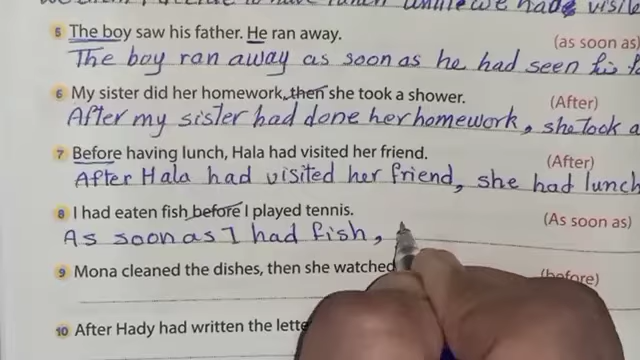 we had visite
5 The boy saw his father. He ran away. (as soon as)
The boy ran away as soon as he had seen his fa
6 My sister did her homework, then she took a shower. (After)
After my sister had done her homework, she took a
7 Before having lunch, Hala had visited her friend. (After)
After Hala had visited her friend, she had lunch
8 I had eaten fish before I played tennis. (As soon as)
As soon as I had fish,
9 Mona cleaned the dishes, then she watched (before)
10 After Hady had written the lette